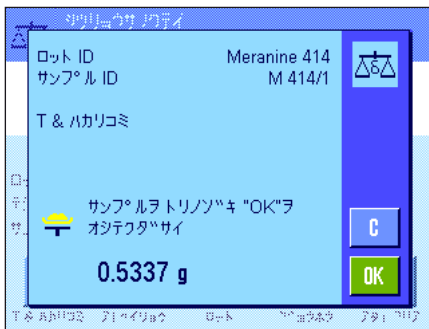 ロット ID Meranine 414
サンプ゜ル ID M 414/1
T & ハカリコミ
サンプ゜ルヲ トリノゾ゛キ "OK"ヲ
オシテクダ゛サイ
C
0.5337 g
OK